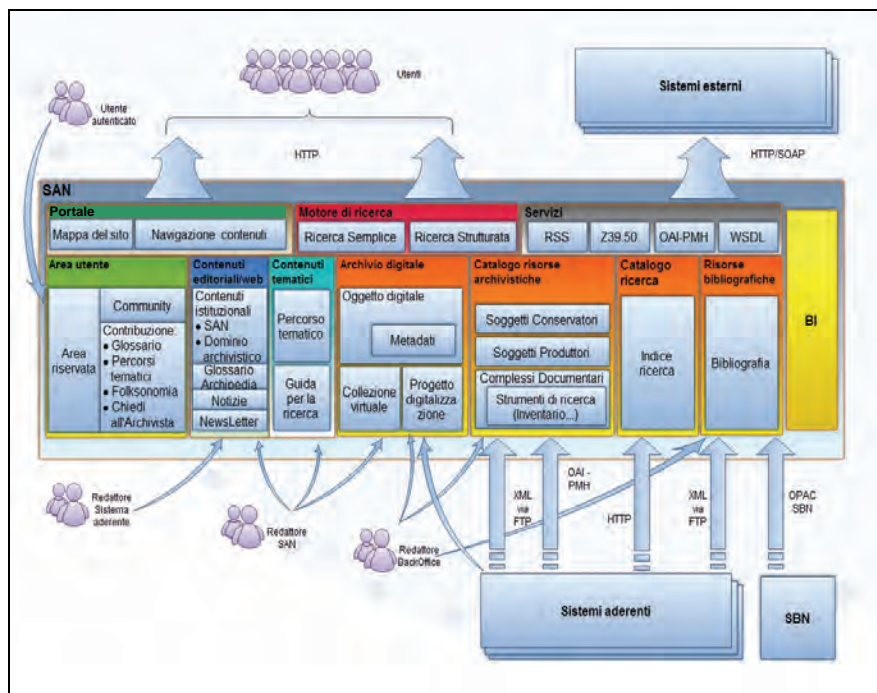 Utenti
Utente
autenticato
Sistemi esterni
HTTP
HTTP/SOAP
SAN
Portale
Mappa del sito
Navigazione contenuti
Motore di ricerca
Ricerca Semplice
Ricerca Strutturata
Servizi
RSS
Z39.50
OAI-PMH
WSDL
BI
Area utente
Area
riservata
Community
Contribuzione:
● Glossario
● Percorsi
tematici
● Folksonomia
● Chiedi
all'Archivista
Contenuti
editoriali/web
Contenuti
istituzionali
● SAN
● Dominio
archivistico
Glossario
Archipedia
Notizie
NewsLetter
Contenuti
tematici
Percorso
tematico
Guida
per la
ricerca
Archivio digitale
Oggetto digitale
Metadati
Collezione
virtuale
Progetto
digitalizza
zione
Catalogo risorse
archivistiche
Soggetti Conservatori
Soggetti Produttori
Complessi Documentari
Strumenti di ricerca
(Inventario...)
Catalogo
ricerca
Indice
ricerca
Risorse
bibliografiche
Bibliografia
Redattore
Sistema
aderente
Redattore
SAN
Redattore
BackOffice
XML
via
FTP
OAI -
PMH
HTTP
XML
via
FTP
OPAC
SBN
Sistemi aderenti
SBN